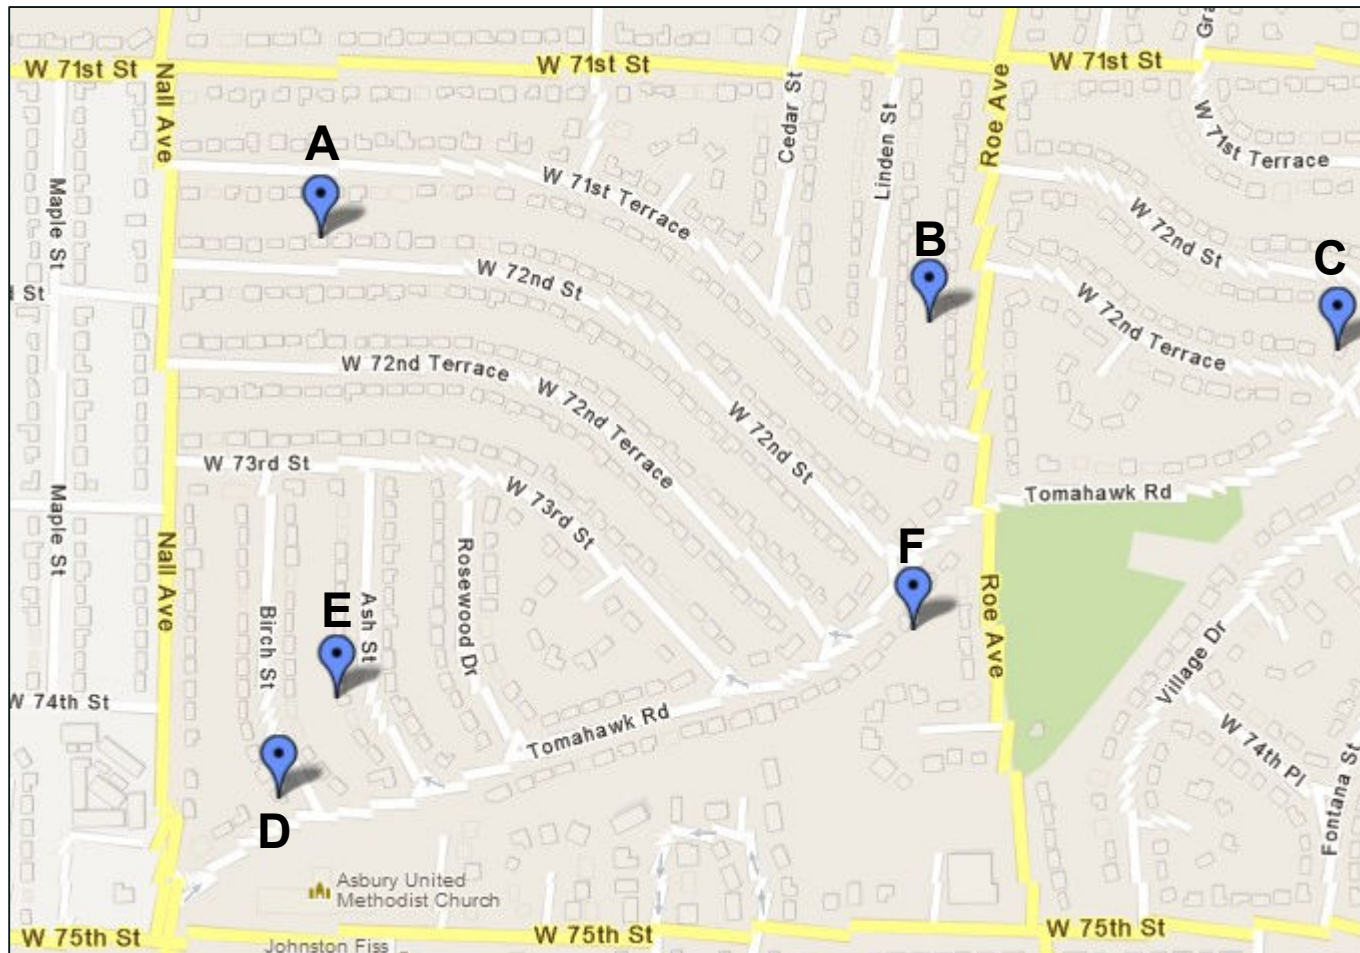 W 71st St
W 71st St
W 71st St
Nall Ave
Cedar St
Linden St
Roe Ave
Gra
W 71st Terrace
A
W 71st Terrace
Maple St
W 72nd St
B
C
W 72nd St
St
W 72nd Terrace
W 72nd Terrace
W 72nd Terrace
W 72nd St
W 73rd St
W 73rd St
Tomahawk Rd
Maple St
Nall Ave
Rosewood Dr
F
Roe Ave
E
Ash St
Birch St
Village Dr
W 74th St
Tomahawk Rd
W 74th Pl
Fontana St
D
Asbury United
Methodist Church
W 75th St
W 75th St
W 75th St
Johnston Fiss